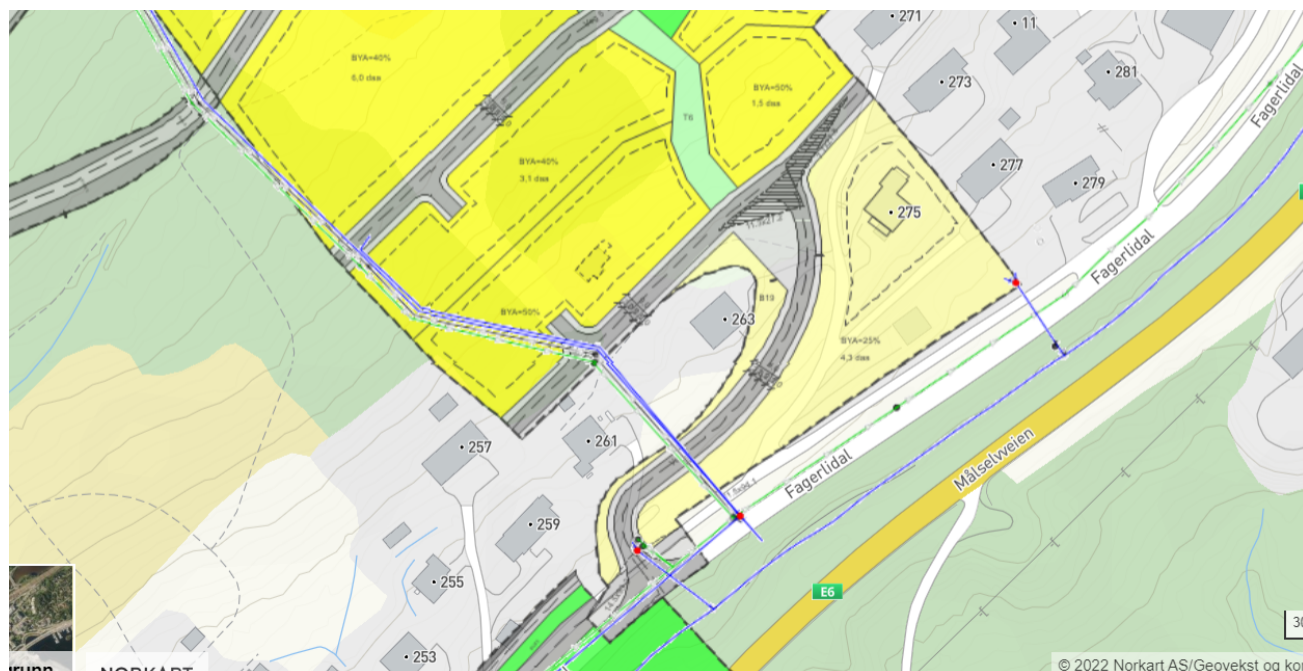 271
11
BYA=40%
6,0 daa
273
281
BYA=50%
1,5 daa
Fagerlidal
T6
BYA=40%
3,1 daa
277
279
275
Fagerlidal
B19
263
BYA=50%
BYA=25%
4,3 daa
261
257
Målselvveien
Fagerlidal
259
255
E6
253
30
grunn
NORKART
© 2022 Norkart AS/Geovekst og ko